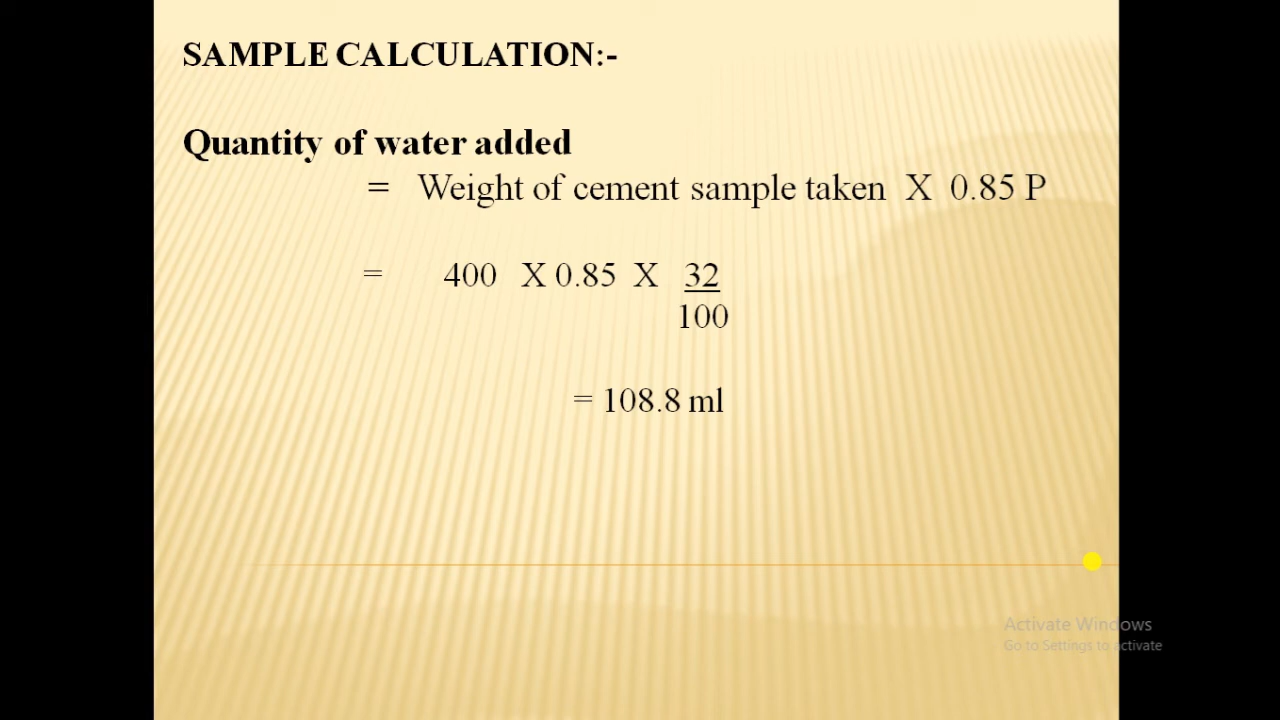 SAMPLE CALCULATION:-
Quantity of water added
= Weight of cement sample taken X 0.85 P
= 400 X 0.85 X 32
100
= 108.8 ml
Activate Windows
Go to Settings to activate